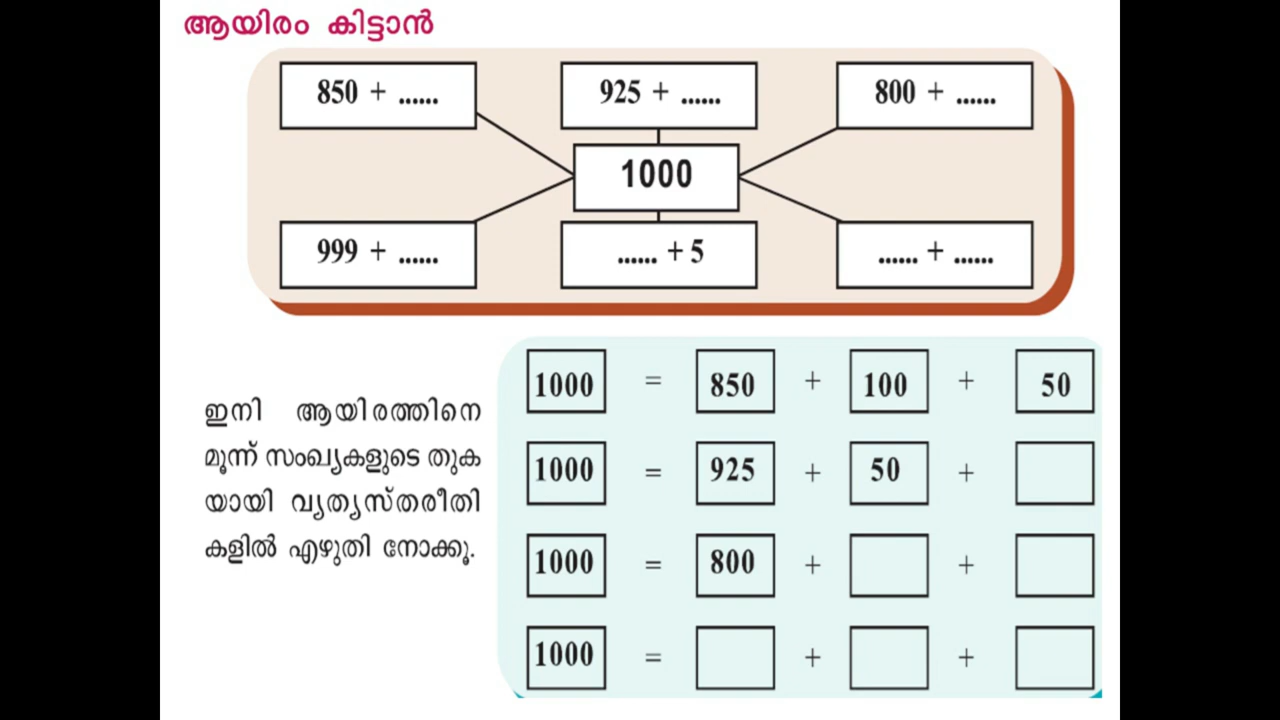 ആയിരം കിട്ടാൻ
850 + ......
925 + ......
800 + ......
1000
999 + ......
...... + 5
...... + ......
ഇനി ആയിരത്തിനെ
മൂന്ന് സംഖ്യകളുടെ തുക
യായി വ്യത്യസ്തരീതി
കളിൽ എഴുതി നോക്കൂ.
1000 = 850 + 100 + 50
1000 = 925 + 50 +
1000 = 800 + +
1000 = + +